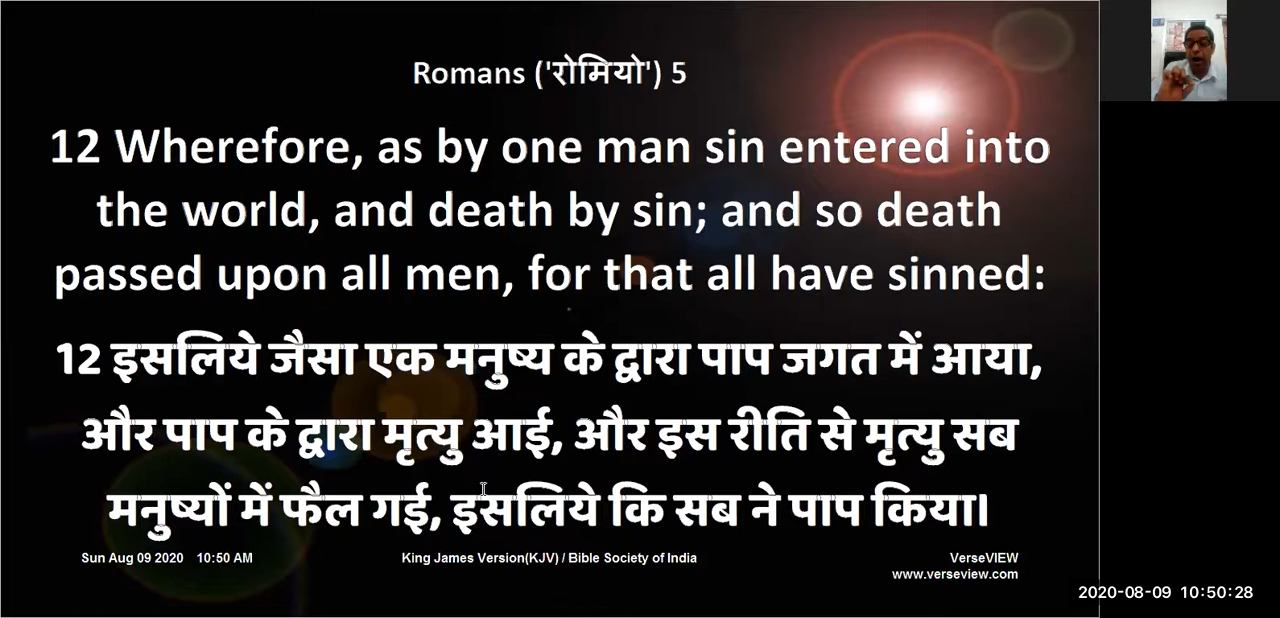 Romans ('रोमियो') 5
12 Wherefore, as by one man sin entered into
the world, and death by sin; and so death
passed upon all men, for that all have sinned:
12 इसलिये जैसा एक मनुष्य के द्वारा पाप जगत में आया,
और पाप के द्वारा मृत्यु आई, और इस रीति से मृत्यु सब
मनुष्यों में फैल गई, इसलिये कि सब ने पाप किया।
Sun Aug 09 2020 10:50 AM
King James Version(KJV) / Bible Society of India
VerseVIEW
www.verseview.com
2020-08-09 10:50:28